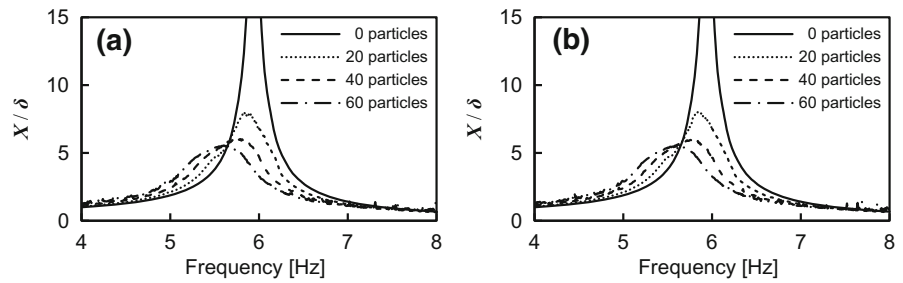 (a)
15
10
5
0
X / δ
0 particles
20 particles
40 particles
60 particles
4 5 6 7 8
Frequency [Hz]
(b)
15
10
5
0
X / δ
0 particles
20 particles
40 particles
60 particles
4 5 6 7 8
Frequency [Hz]